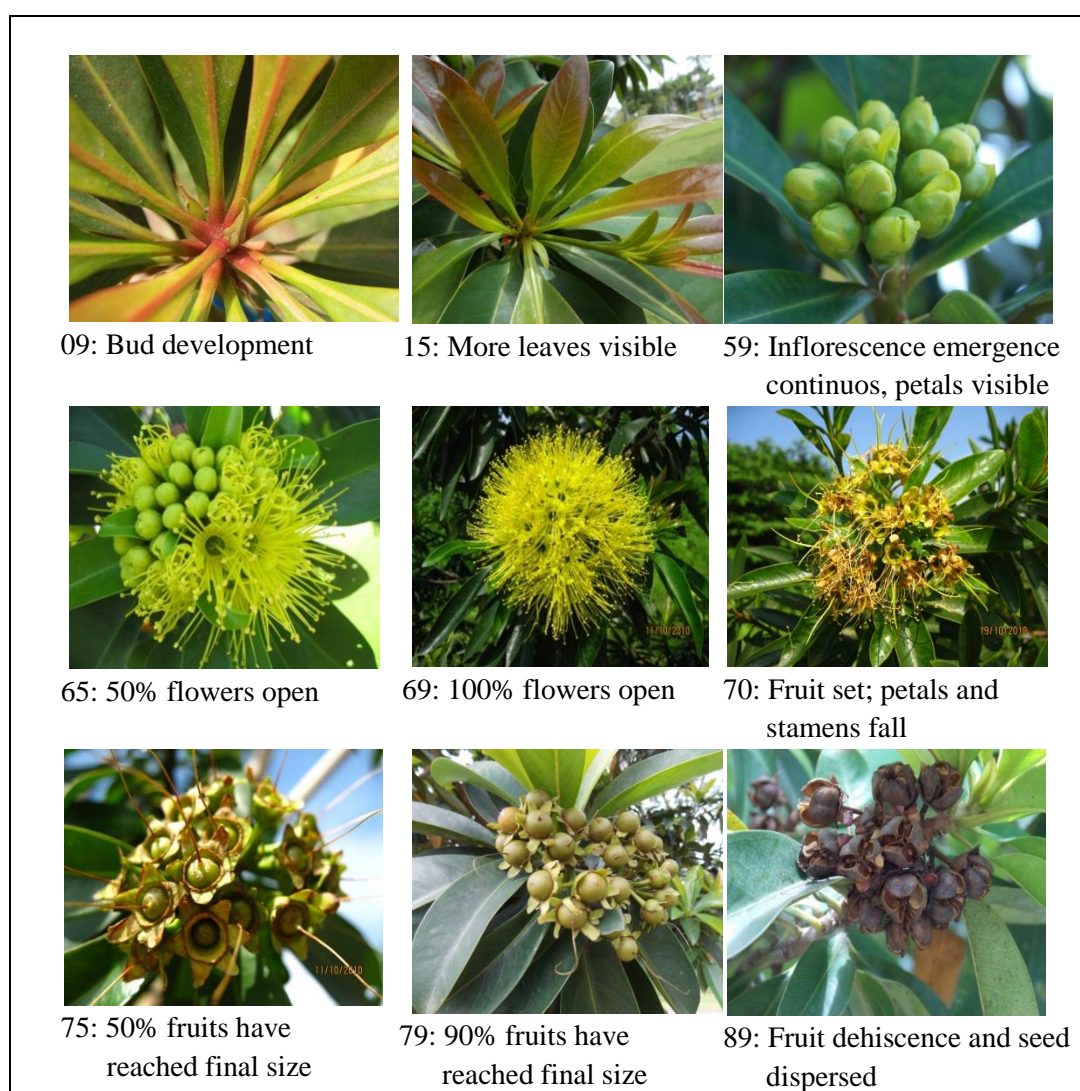 09: Bud development
15: More leaves visible
59: Inflorescence emergence
continuos, petals visible
65: 50% flowers open
11/10/2010
69: 100% flowers open
19/10/2010
70: Fruit set; petals and
stamens fall
11/10/2010
75: 50% fruits have
reached final size
79: 90% fruits have
reached final size
89: Fruit dehiscence and seed
dispersed